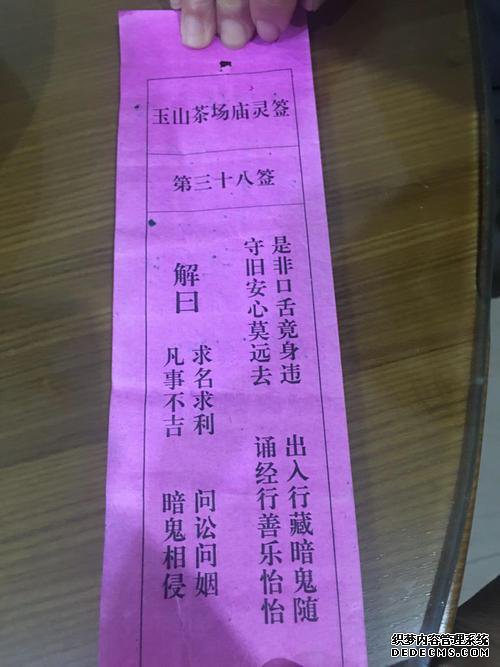 玉山茶场庙灵签
第三十八签
是非口舌竟身违
出入行藏暗鬼随
守旧安心莫远去
诵经行善乐怡怡
解曰
求名求利
问讼问姻
凡事不吉
暗鬼相侵
织梦内容管理系统
DEDECMS.COM